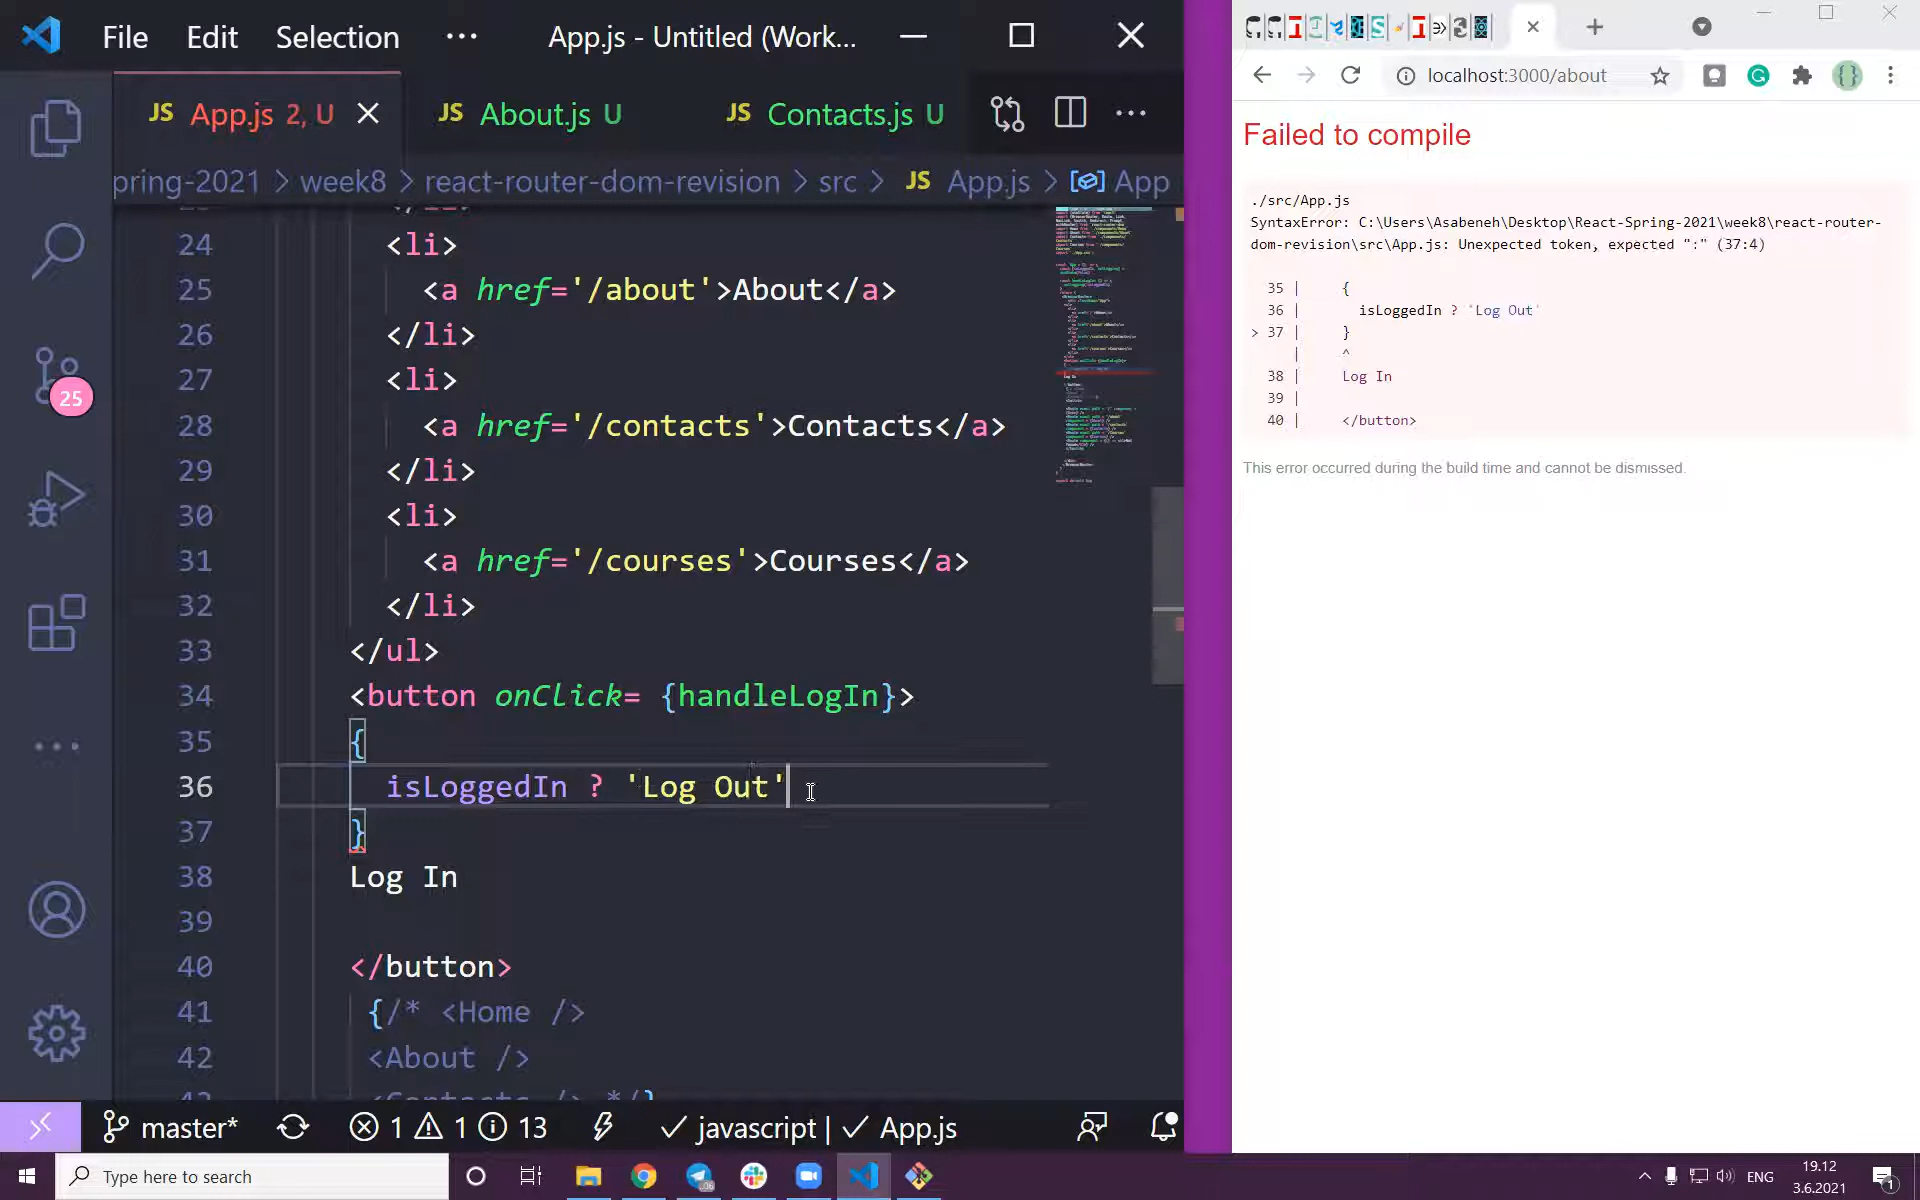 File Edit Selection ··· App.js - Untitled (Work...
JS App.js 2, U JS About.js U JS Contacts.js U
pring-2021 > week8 > react-router-dom-revision > src > JS App.js > App
24 <li>
25 <a href='/about'>About</a>
26 </li>
27 <li>
28 <a href='/contacts'>Contacts</a>
29 </li>
30 <li>
31 <a href='/courses'>Courses</a>
32 </li>
33 </ul>
34 <button onClick= {handleLogIn}>
35 {
36 isLoggedIn ? 'Log Out'
37 }
38 Log In
39
40 </button>
41 {/* <Home />
42 <About />
43 <Contacts /> */}
25
master* 1 1 13 javascript | App.js
localhost:3000/about
Failed to compile
./src/App.js
SyntaxError: C:\Users\Asabeneh\Desktop\React-Spring-2021\week8\react-router-
dom-revision\src\App.js: Unexpected token, expected ":" (37:4)
35 | {
36 | isLoggedIn ? 'Log Out'
> 37 | }
| ^
38 | Log In
39 |
40 | </button>
This error occurred during the build time and cannot be dismissed.
Type here to search
ENG
19.12
3.6.2021
1